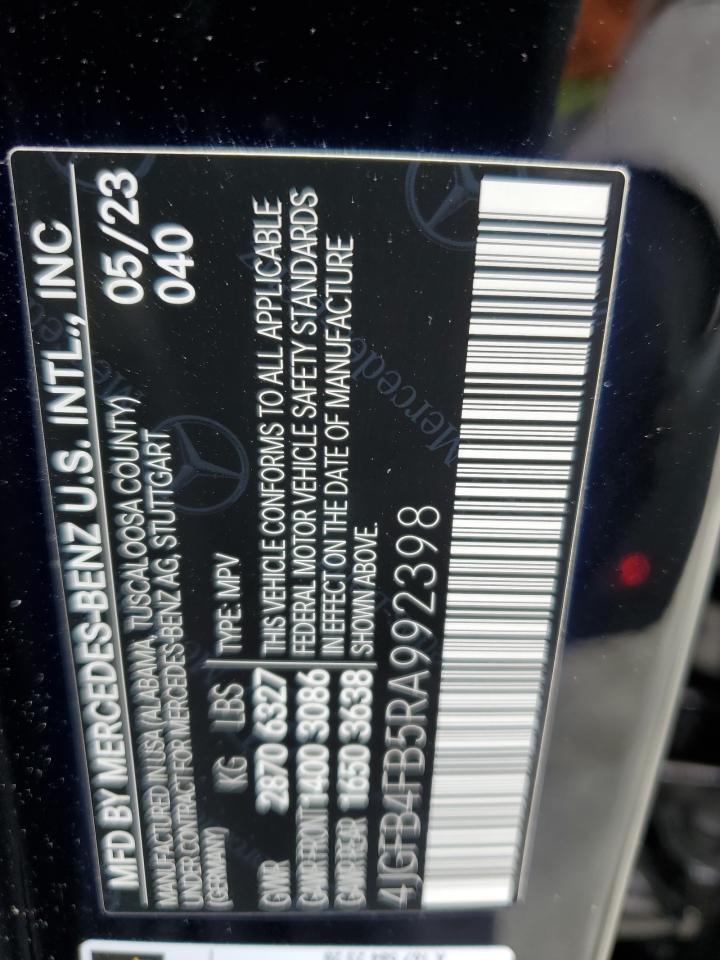 MFD BY MERCEDES-BENZ U.S. INTL., INC
MANUFACTURED IN USA (ALABAMA, TUSCALOOSA COUNTY)
UNDER CONTRACT FOR MERCEDES-BENZ AG, STUTTGART
(GERMANY)
05/23
040
KG LBS
TYPE: MPV
GVWR 2870 6327
GAWR FRONT 1400 3086
GAWR REAR 1650 3638
THIS VEHICLE CONFORMS TO ALL APPLICABLE
FEDERAL MOTOR VEHICLE SAFETY STANDARDS
IN EFFECT ON THE DATE OF MANUFACTURE
SHOWN ABOVE.
4JGFB4FB5RA992398